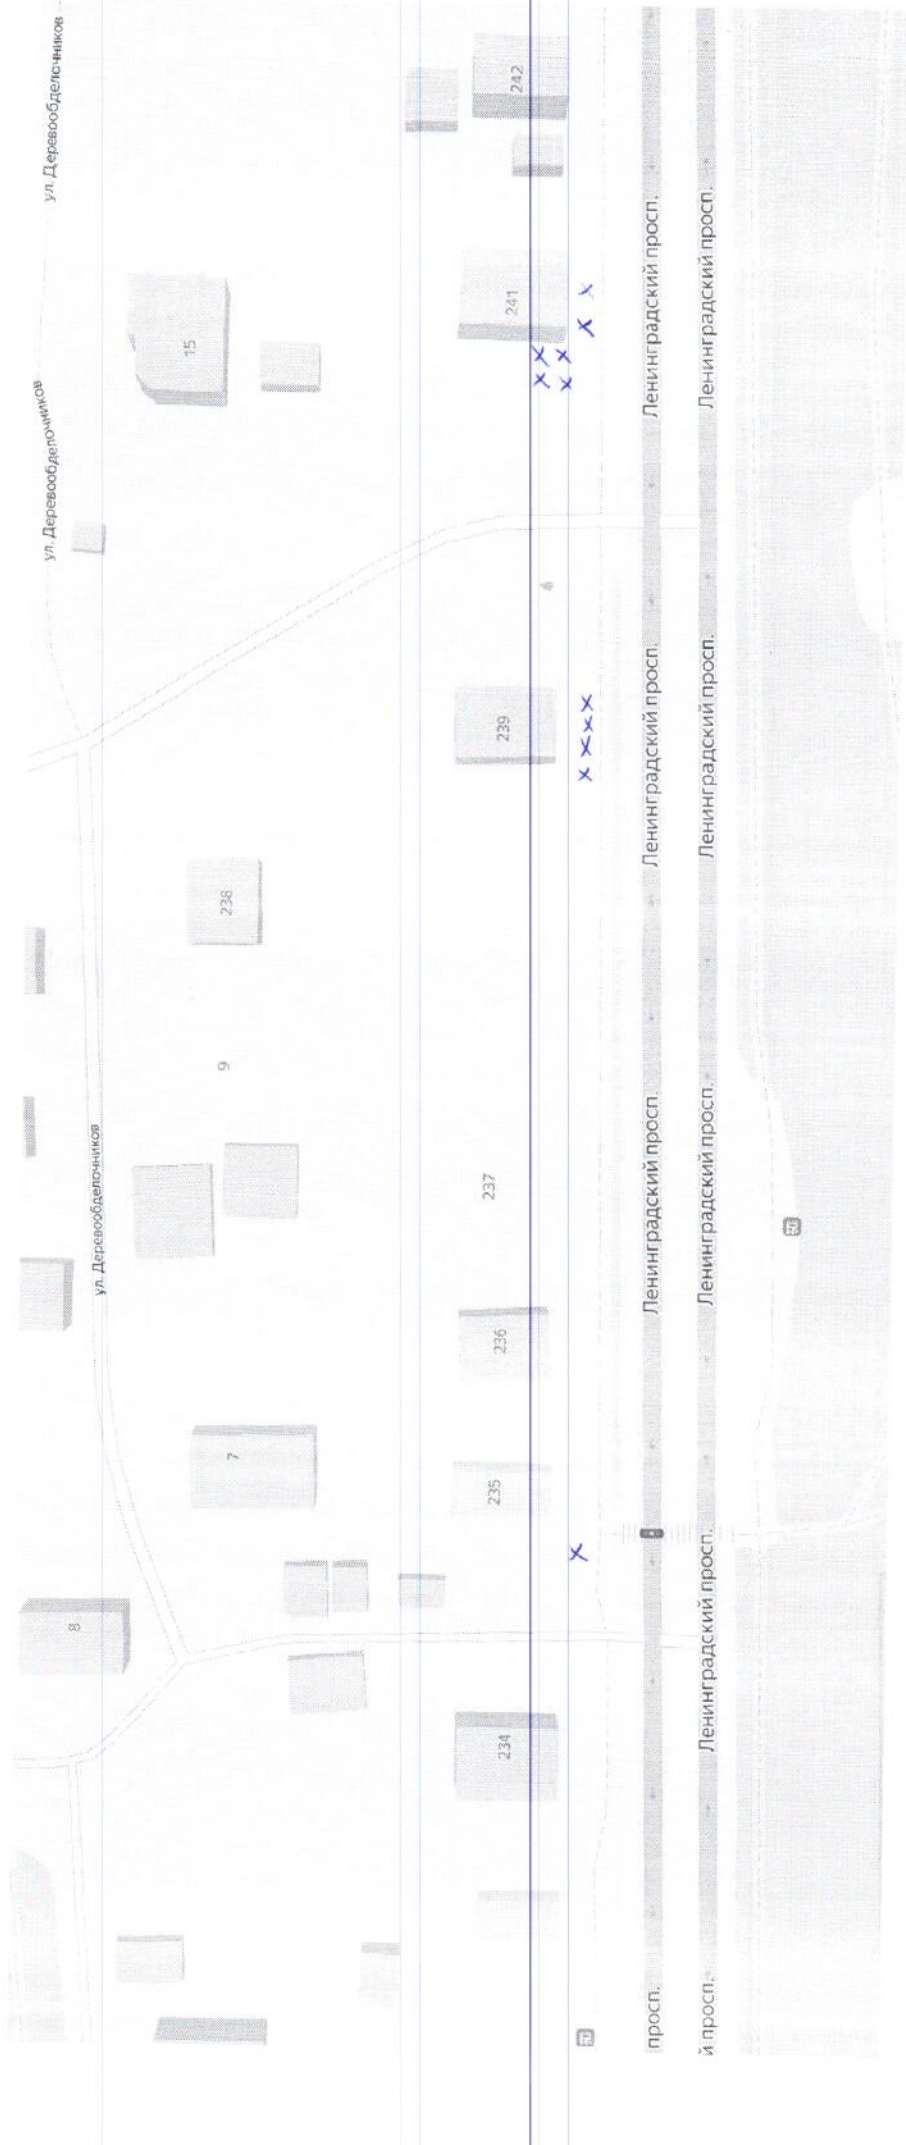 ул. Деревообделочников
ул. Деревообделочников
ул. Деревообделочников
8
7
9
238
15
234
235
236
237
239
241
242
х
х х х х
х х
х х
х х
просп.
Ленинградский просп.
Ленинградский просп.
Ленинградский просп.
й просп.
Ленинградский просп.
Ленинградский просп.
Ленинградский просп.
Ленинградский просп.